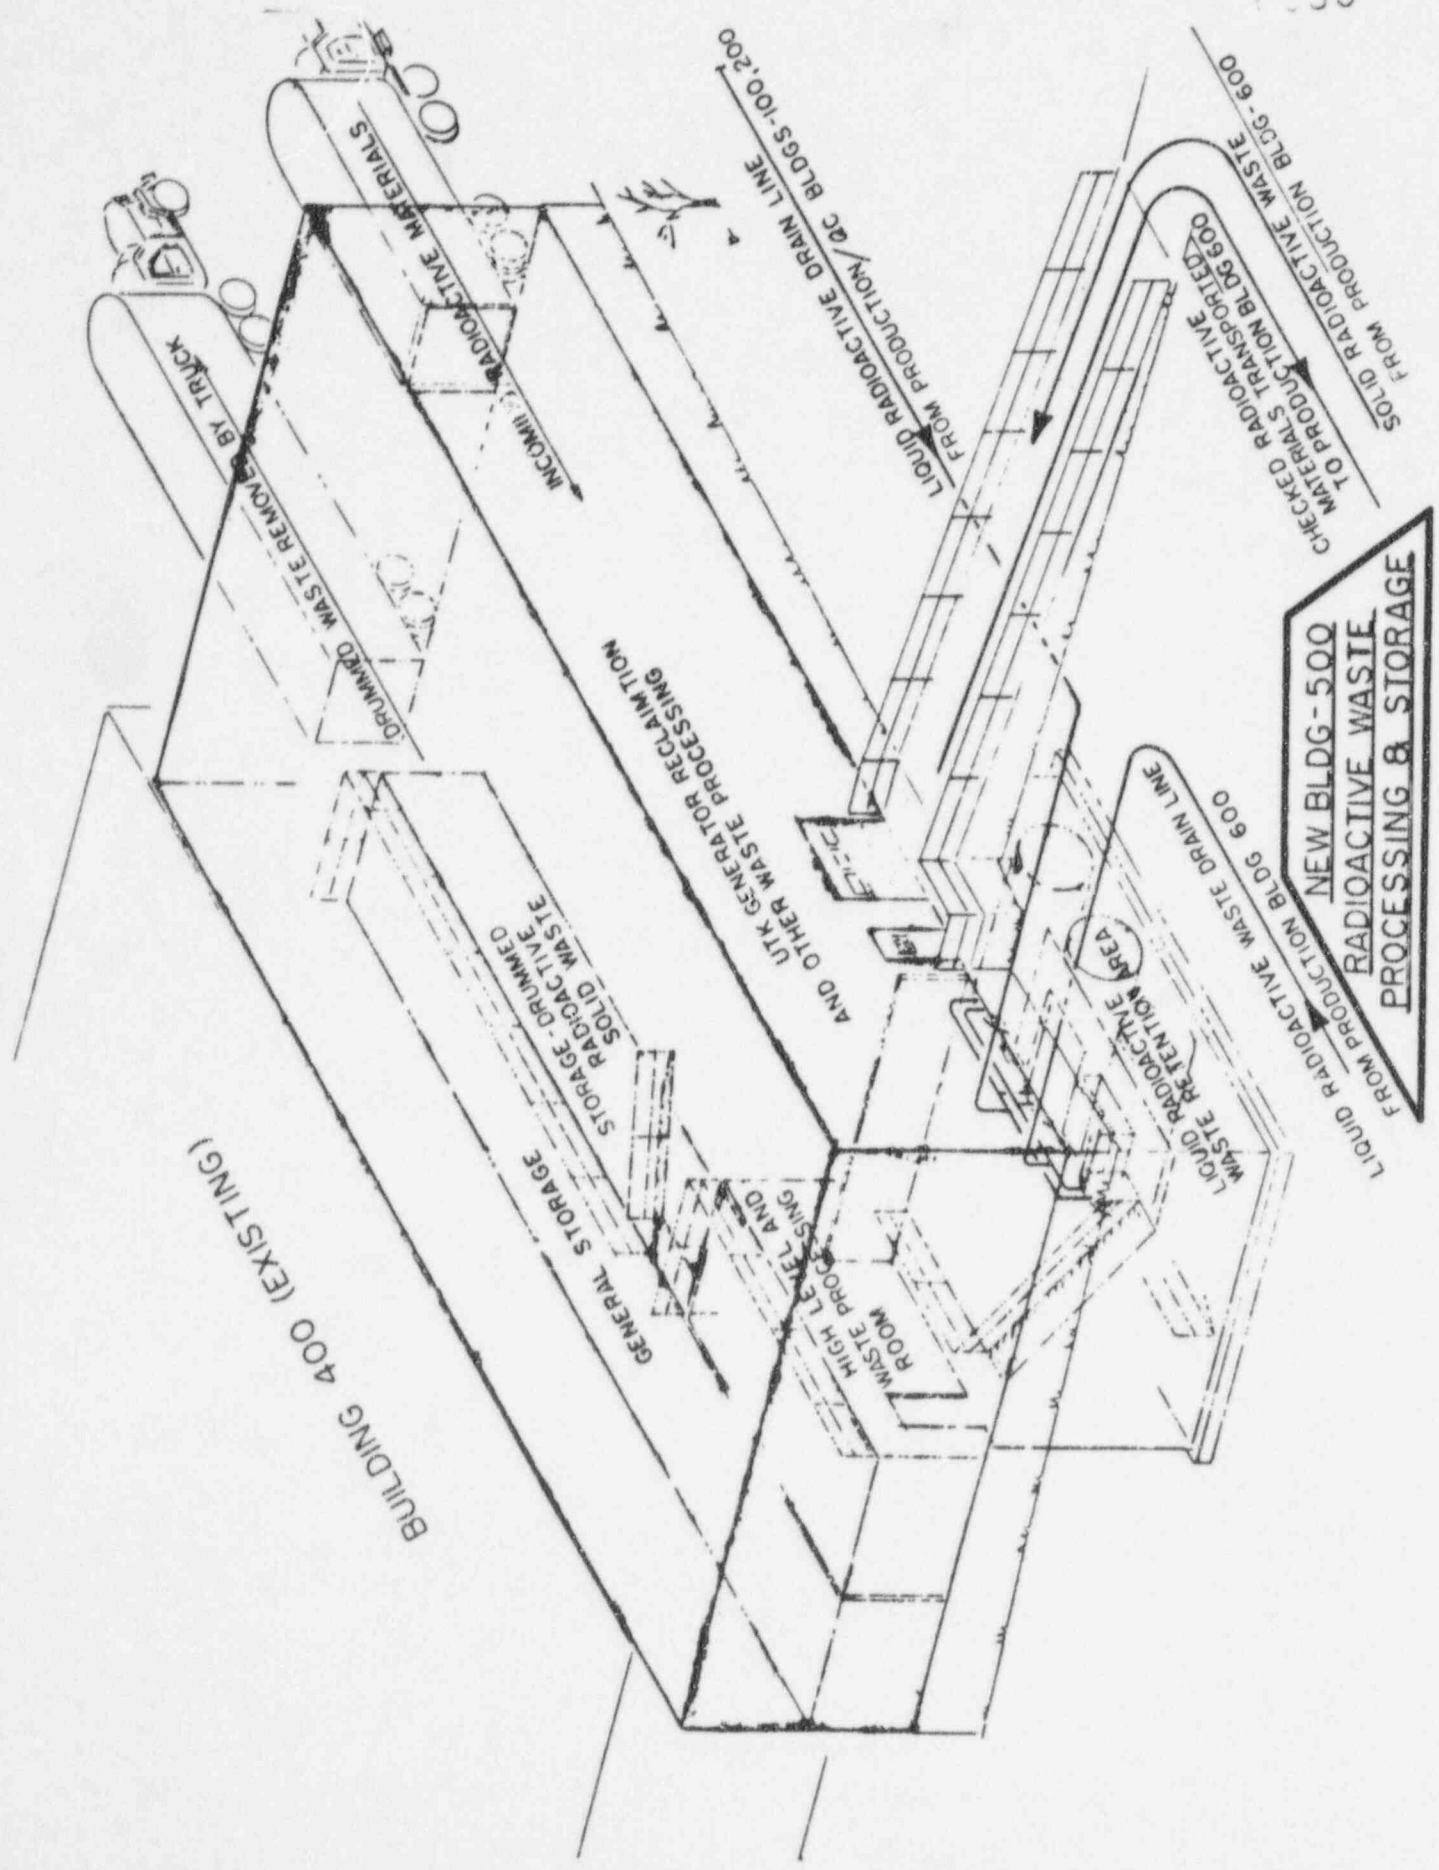 BUILDING 400 (EXISTING)
DRUMMED WASTE REMOVED BY TRUCK
RADIOACTIVE MATERIALS
GENERAL STORAGE
STORAGE-DRUMMED
RADIOACTIVE
SOLID WASTE
UTK GENERATOR RECLAIMTION
AND OTHER WASTE PROCESSING
HIGH LEVEL AND
WASTE PROCESSING
ROOM
LIQUID RADIOACTIVE DRAIN LINE
FROM PRODUCTION/QC BLDGS-100,200
LIQUID RADIOACTIVE
WASTE RETENTION AREA
CHECKED RADIOACTIVE
MATERIALS TRANSPORTED
TO PRODUCTION BLDG 600
SOLID RADIOACTIVE WASTE
FROM PRODUCTION BLDG-600
LIQUID RADIOACTIVE WASTE DRAIN LINE
FROM PRODUCTION BLDG 600
NEW BLDG-500
RADIOACTIVE WASTE
PROCESSING & STORAGE